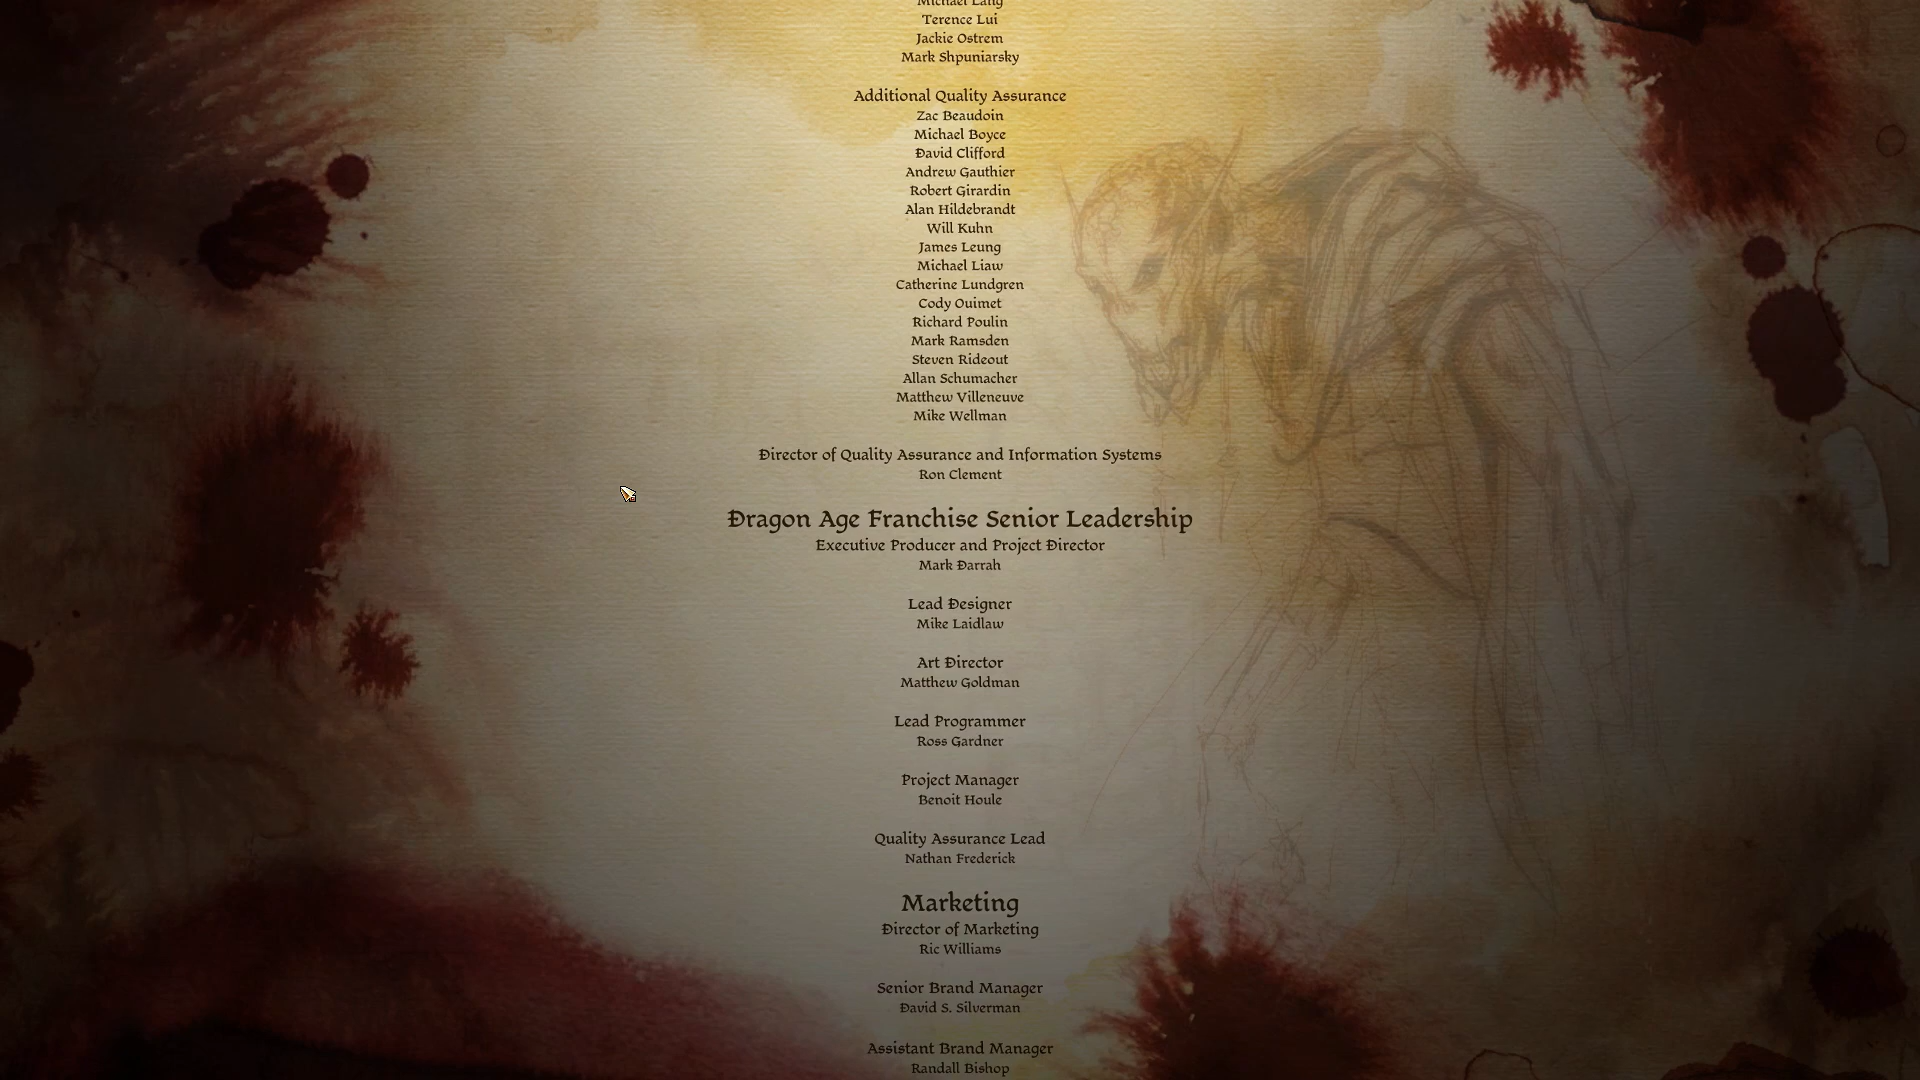 Michael Lang
Terence Lui
Jackie Ostrem
Mark Shpuniarsky
Additional Quality Assurance
Zac Beaudoin
Michael Boyce
David Clifford
Andrew Gauthier
Robert Girardin
Alan Hildebrandt
Will Kuhn
James Leung
Michael Liaw
Catherine Lundgren
Cody Ouimet
Richard Poulin
Mark Ramsden
Steven Rideout
Allan Schumacher
Matthew Villeneuve
Mike Wellman
Director of Quality Assurance and Information Systems
Ron Clement
Dragon Age Franchise Senior Leadership
Executive Producer and Project Director
Mark Darrah
Lead Designer
Mike Laidlaw
Art Director
Matthew Goldman
Lead Programmer
Ross Gardner
Project Manager
Benoit Houle
Quality Assurance Lead
Nathan Frederick
Marketing
Director of Marketing
Ric Williams
Senior Brand Manager
David S. Silverman
Assistant Brand Manager
Randall Bishop